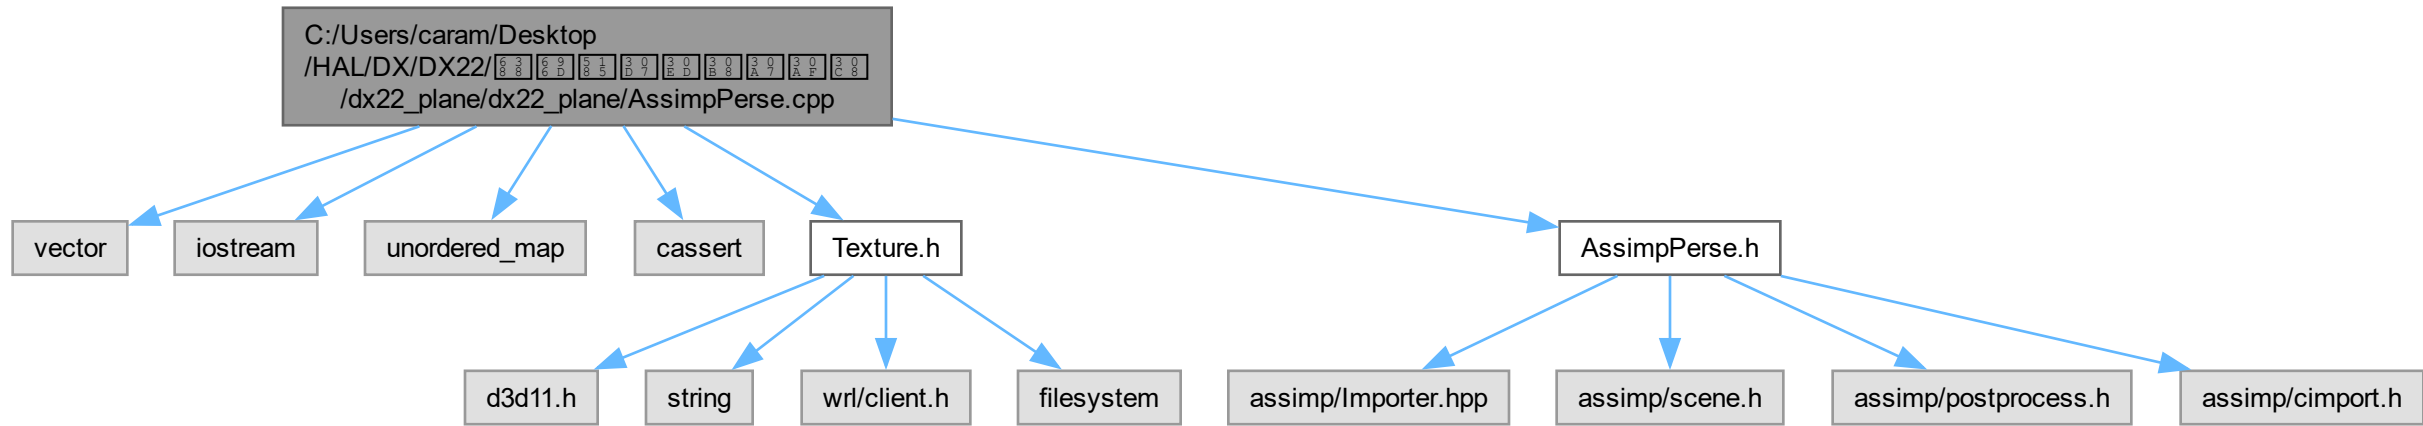 C:/Users/caram/Desktop
/HAL/DX/DX22/
/dx22_plane/dx22_plane/AssimpPerse.cpp
vector
iostream
unordered_map
cassert
Texture.h
AssimpPerse.h
d3d11.h
string
wrl/client.h
filesystem
assimp/Importer.hpp
assimp/scene.h
assimp/postprocess.h
assimp/cimport.h